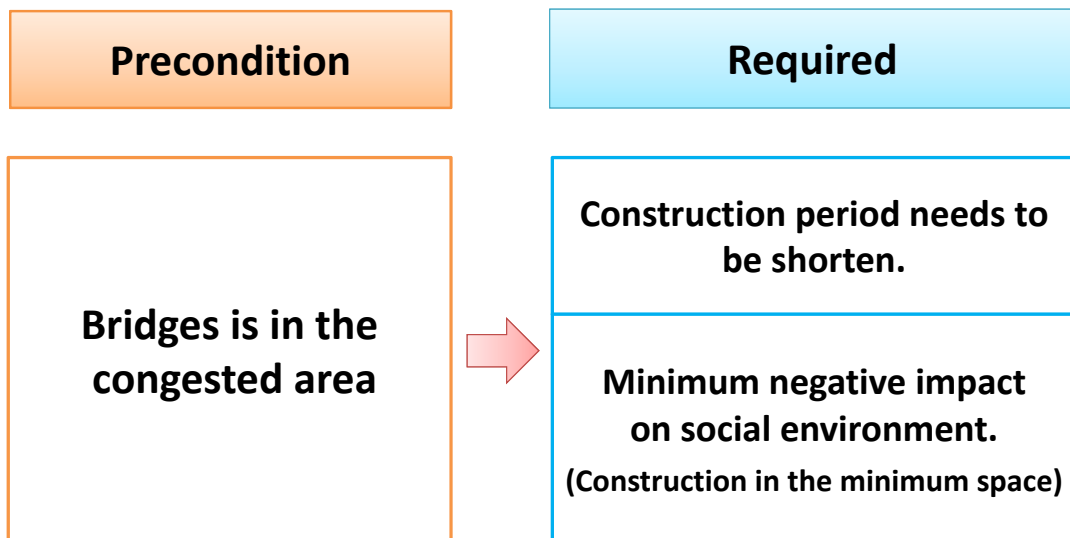 Precondition
Required
Bridges is in the
congested area
Construction period needs to
be shorten.
Minimum negative impact
on social environment.
(Construction in the minimum space)